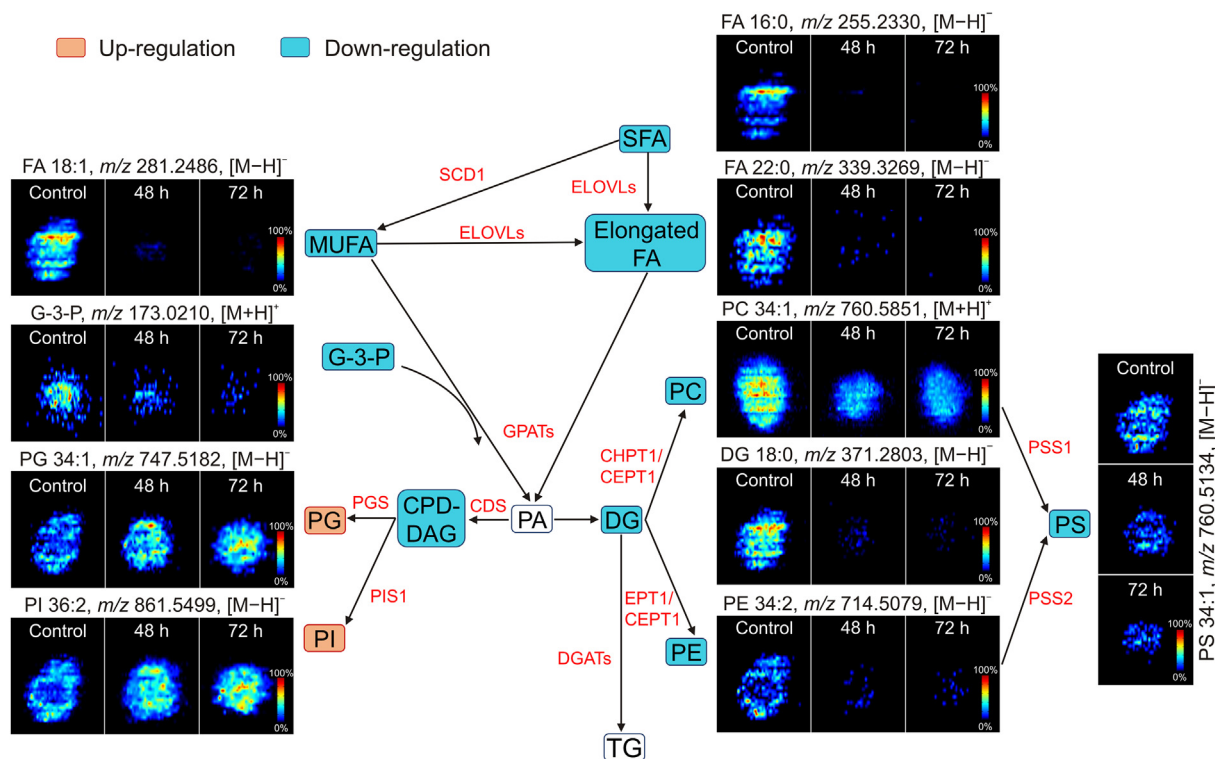 Up-regulation
Down-regulation
FA 16:0, m/z 255.2330, [M−H]⁻
Control 48 h 72 h
100%
0%
FA 18:1, m/z 281.2486, [M−H]⁻
Control 48 h 72 h
100%
0%
SFA
SCD1
ELOVLs
MUFA
ELOVLs
Elongated
FA
FA 22:0, m/z 339.3269, [M−H]⁻
Control 48 h 72 h
100%
0%
G-3-P, m/z 173.0210, [M+H]⁺
Control 48 h 72 h
100%
0%
G-3-P
GPATs
PC
CHPT1/
CEPT1
PC 34:1, m/z 760.5851, [M+H]⁺
Control 48 h 72 h
100%
0%
PG 34:1, m/z 747.5182, [M−H]⁻
Control 48 h 72 h
100%
0%
PG
PGS
CPD-
DAG
CDS
PA
DG
DG 18:0, m/z 371.2803, [M−H]⁻
Control 48 h 72 h
100%
0%
PI 36:2, m/z 861.5499, [M−H]⁻
Control 48 h 72 h
100%
0%
PIS1
PI
EPT1/
CEPT1
DGATs
PE
TG
PE 34:2, m/z 714.5079, [M−H]⁻
Control 48 h 72 h
100%
0%
PSS1
PS
PSS2
Control
48 h
72 h
100%
0%
PS 34:1, m/z 760.5134, [M−H]⁻